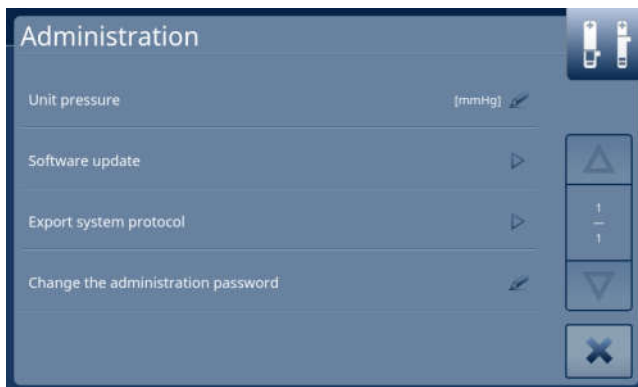 Administration
Unit pressure [mmHg]
Software update
Export system protocol
Change the administration password
1
1